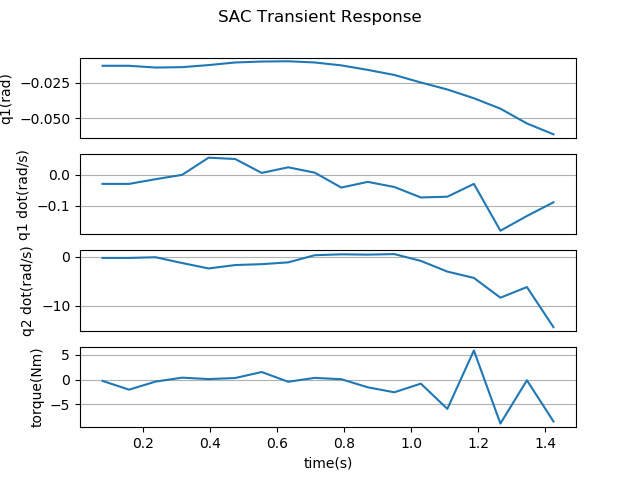 SAC Transient Response
q1(rad)
−0.025
−0.050
q1 dot(rad/s)
0.0
−0.1
q2 dot(rad/s)
0
−10
torque(Nm)
5
0
−5
0.2 0.4 0.6 0.8 1.0 1.2 1.4
time(s)